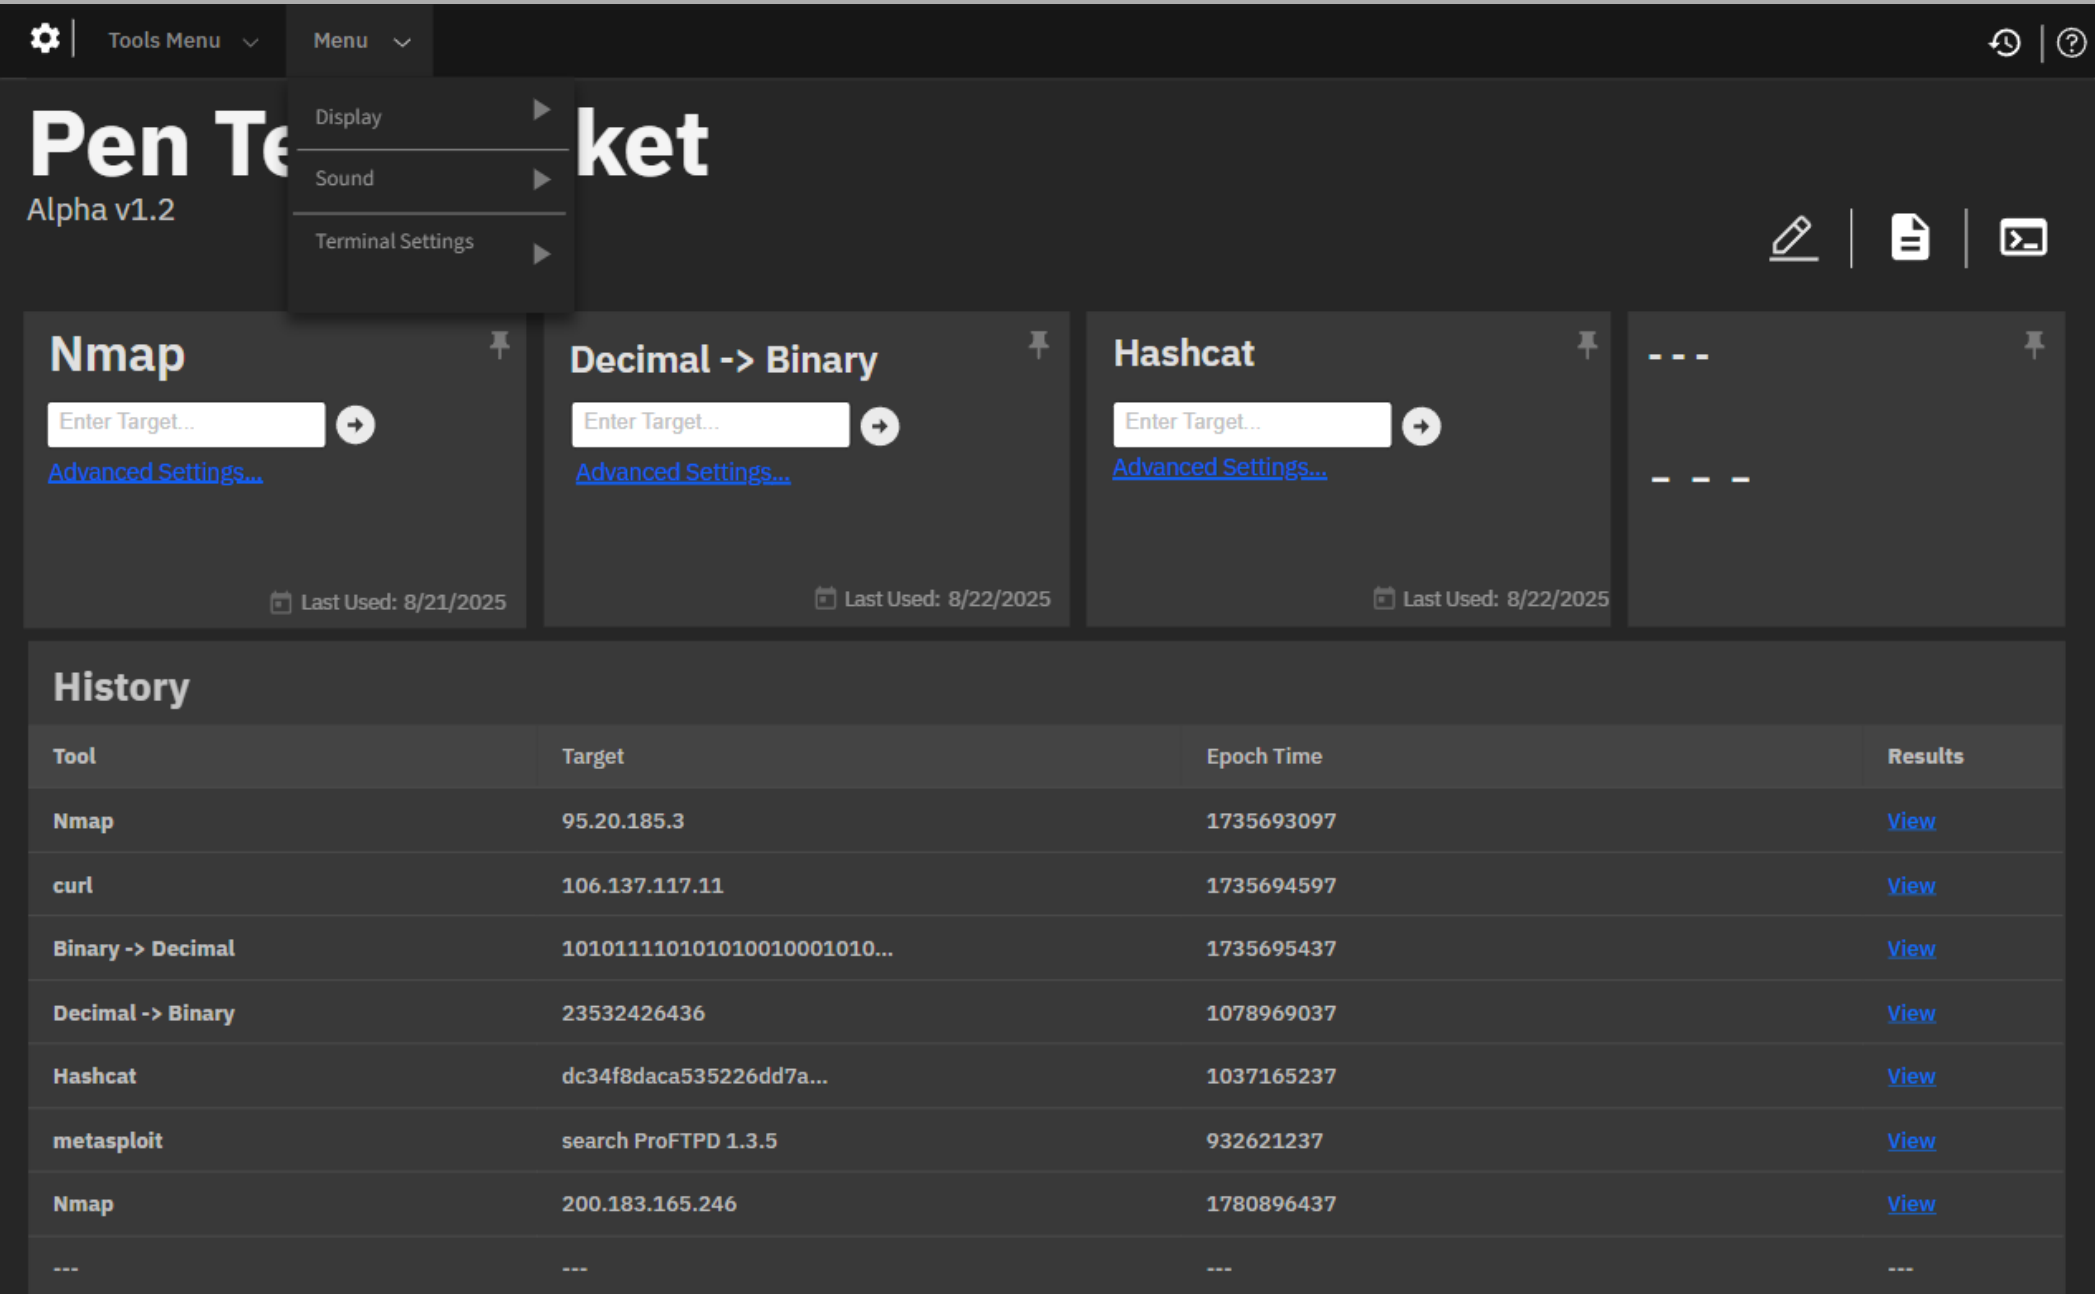 Tools Menu Menu
Display
Pen Te ket
Sound
Alpha v1.2
Terminal Settings
Nmap Decimal -> Binary Hashcat ---
Enter Target... Enter Target... Enter Target...
Advanced Settings... Advanced Settings... Advanced Settings... ---
Last Used: 8/21/2025 Last Used: 8/22/2025 Last Used: 8/22/2025
History
Tool Target Epoch Time Results
Nmap 95.20.185.3 1735693097 View
curl 106.137.117.11 1735694597 View
Binary -> Decimal 101011110101010010001010... 1735695437 View
Decimal -> Binary 23532426436 1078969037 View
Hashcat dc34f8daca535226dd7a... 1037165237 View
metasploit search ProFTPD 1.3.5 932621237 View
Nmap 200.183.165.246 1780896437 View
--- --- --- ---